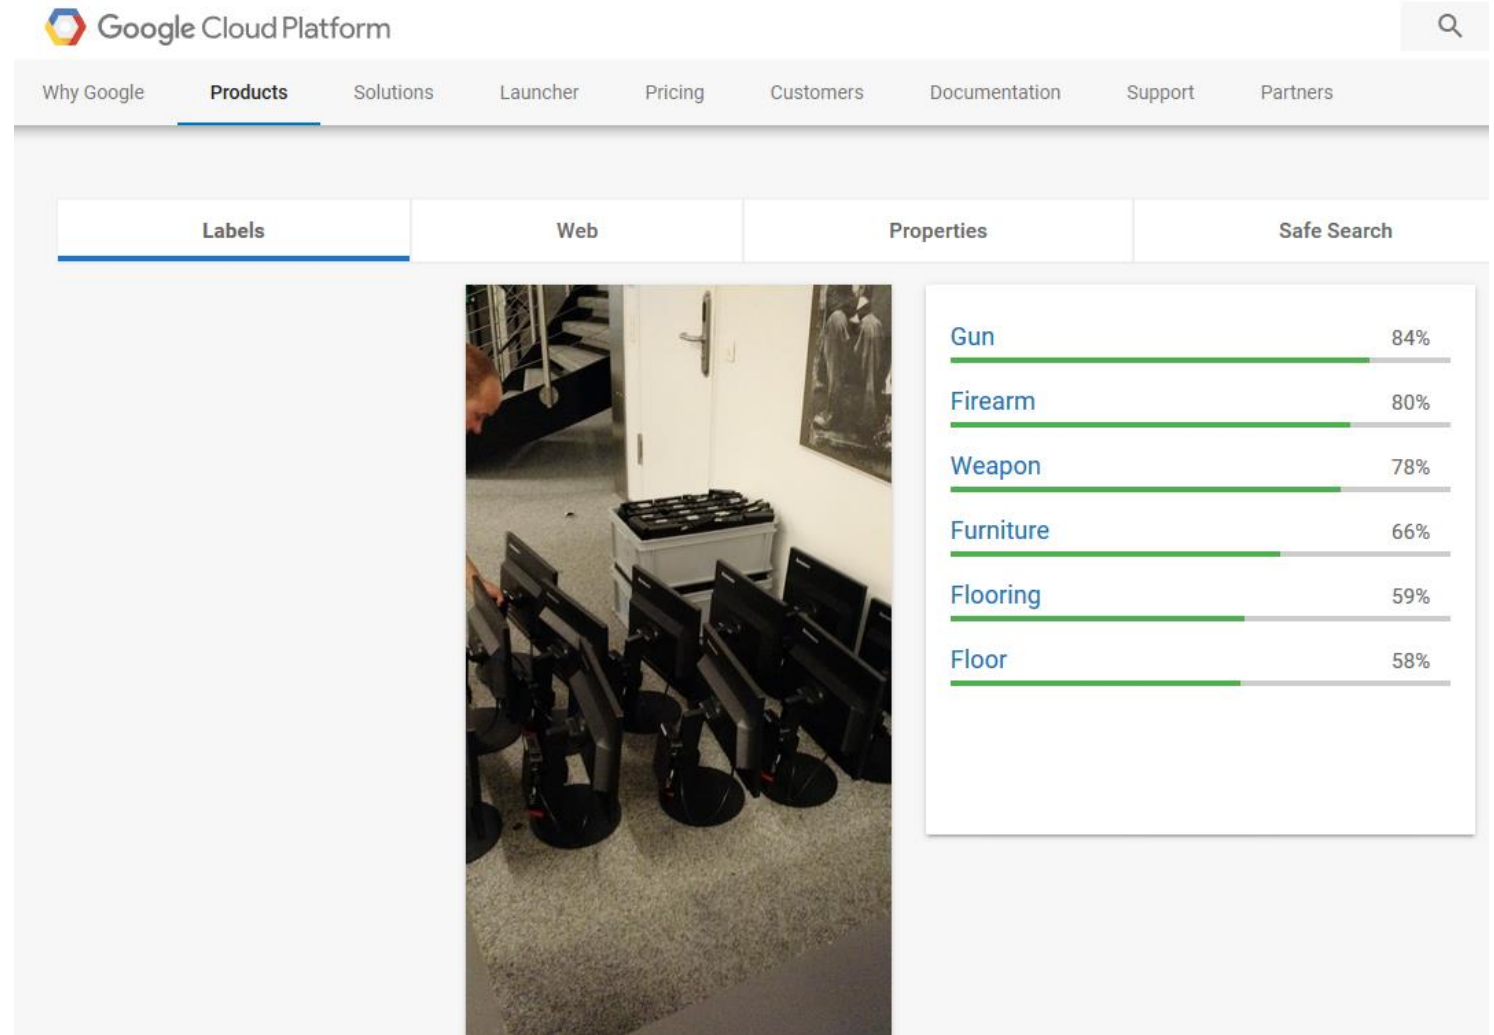 Google Cloud Platform
Why Google Products Solutions Launcher Pricing Customers Documentation Support Partners
Labels Web Properties Safe Search
Gun 84%
Firearm 80%
Weapon 78%
Furniture 66%
Flooring 59%
Floor 58%